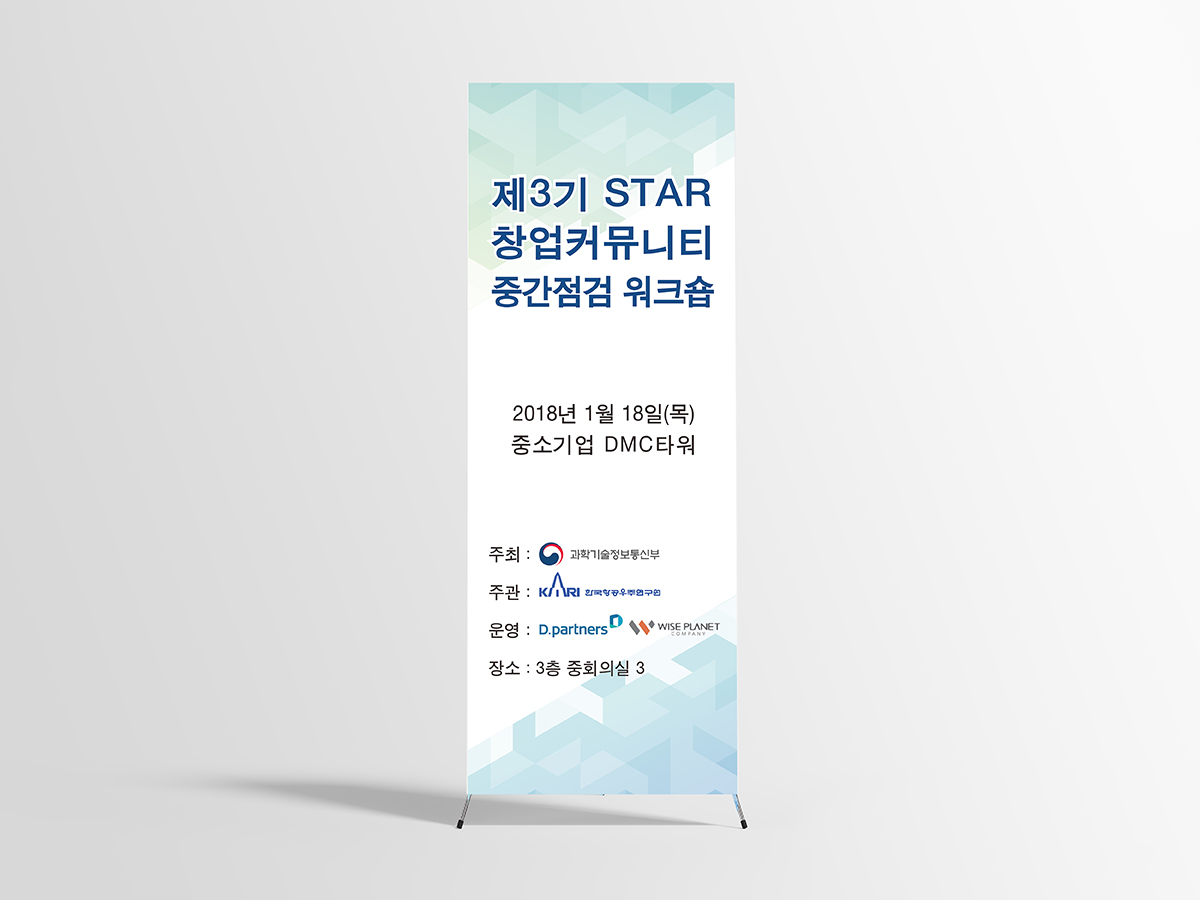 제3기 STAR
창업커뮤니티
중간점검 워크숍
2018년 1월 18일(목)
중소기업 DMC타워
주최 : 과학기술정보통신부
주관 : KARI 한국항공우주연구원
운영 : D.partners WISE PLANET COMPANY
장소 : 3층 중회의실 3